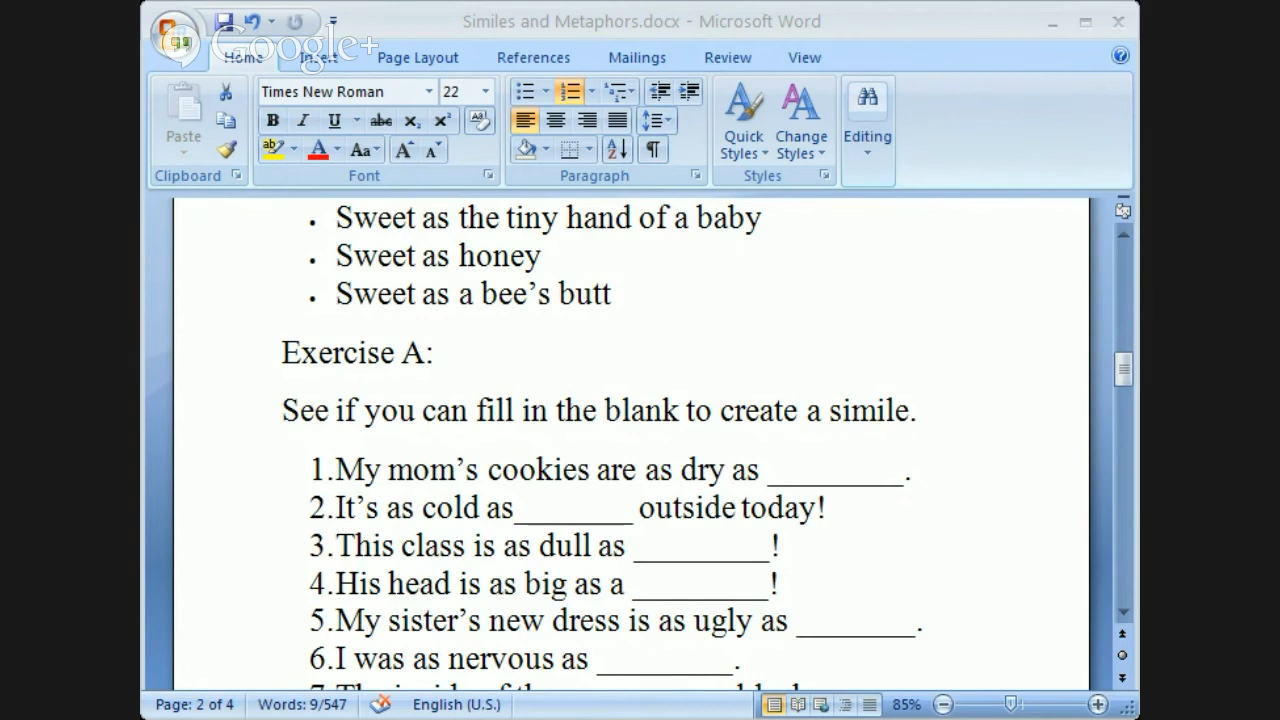 Similes and Metaphors.docx - Microsoft Word
Google+
Home Insert Page Layout References Mailings Review View
Times New Roman 22
Paste
B I U abc X₂ X²
ab A Aa A A
Quick Styles Change Styles Editing
Clipboard Font Paragraph Styles
• Sweet as the tiny hand of a baby
• Sweet as honey
• Sweet as a bee’s butt
Exercise A:
See if you can fill in the blank to create a simile.
1.My mom’s cookies are as dry as _________.
2.It’s as cold as________ outside today!
3.This class is as dull as _________!
4.His head is as big as a _________!
5.My sister’s new dress is as ugly as ________.
6.I was as nervous as _________.
Page: 2 of 4 Words: 9/547 English (U.S.) 85%